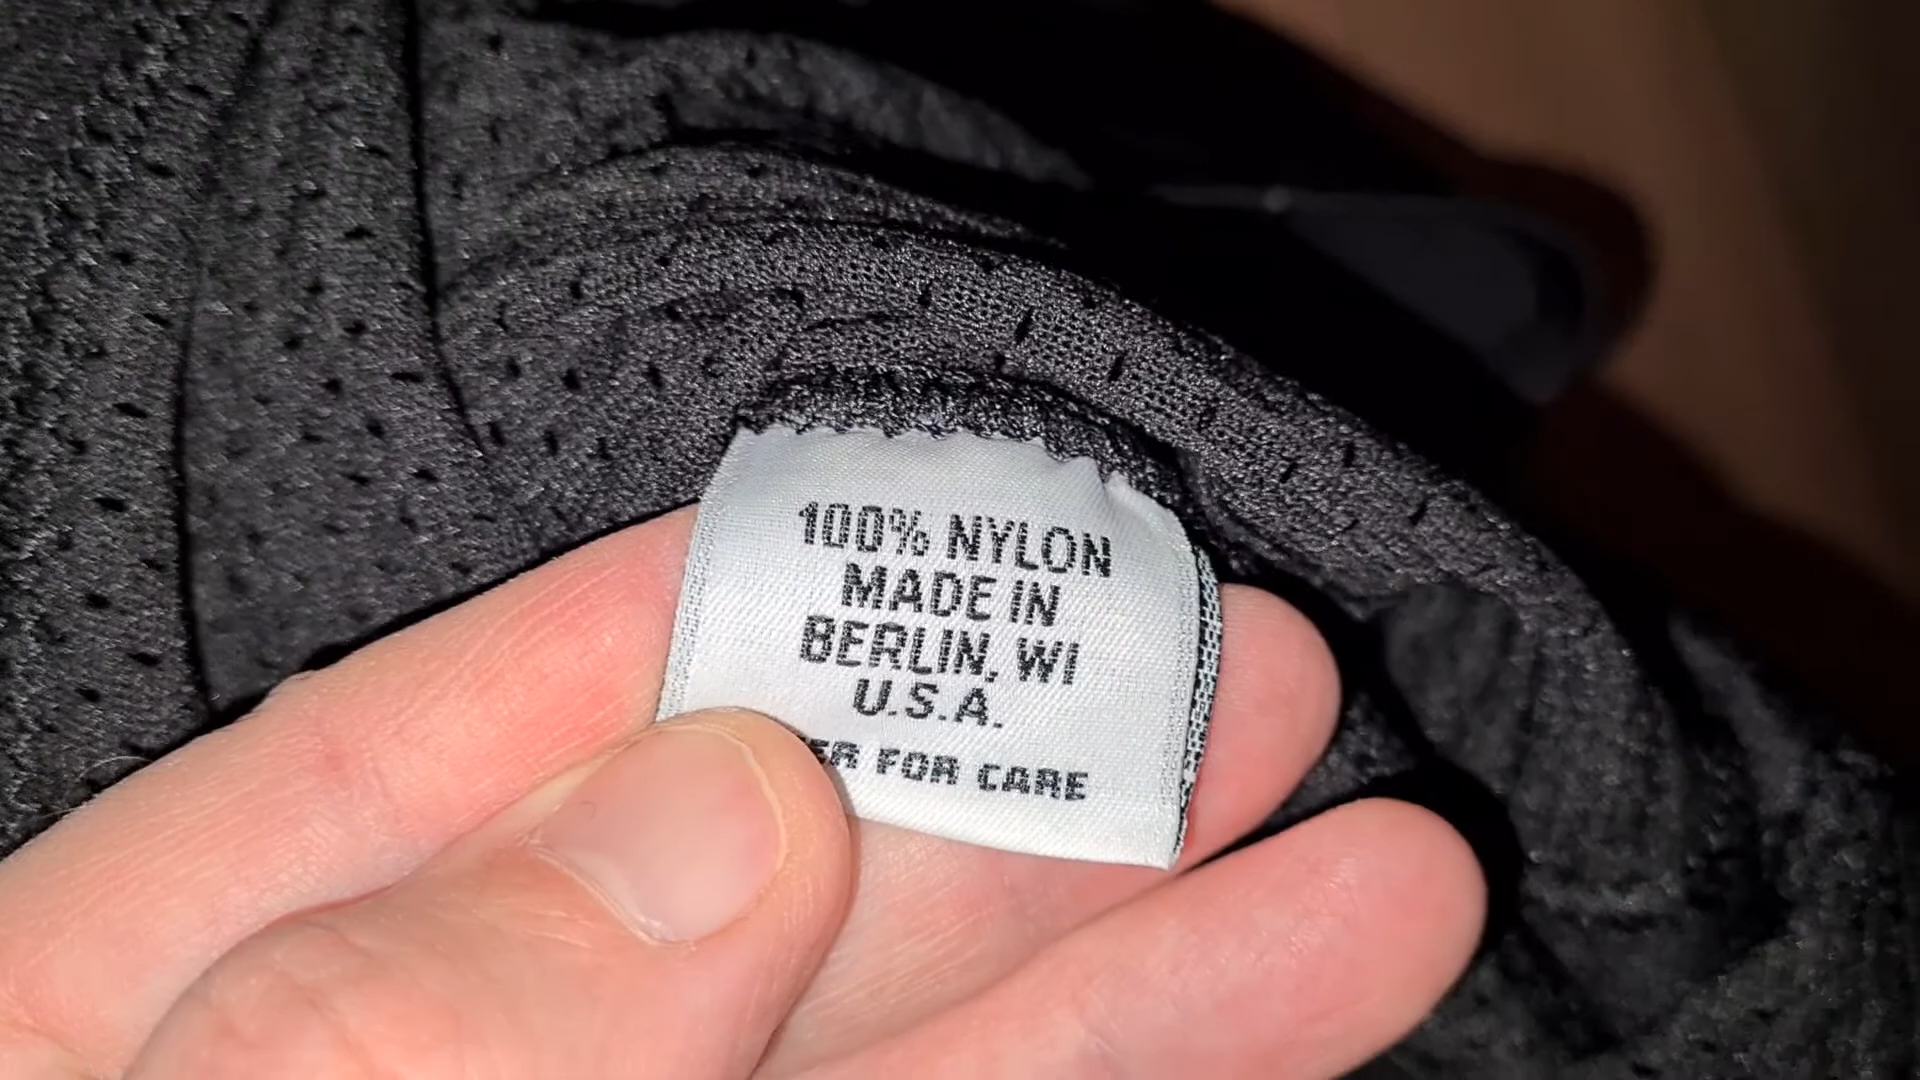 100% NYLON
MADE IN
BERLIN, WI
U.S.A.
FOR CARE